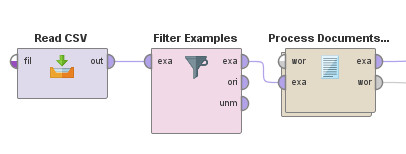 Read CSV
fil out
Filter Examples
exa exa
ori
unm
Process Documents...
wor exa
exa wor